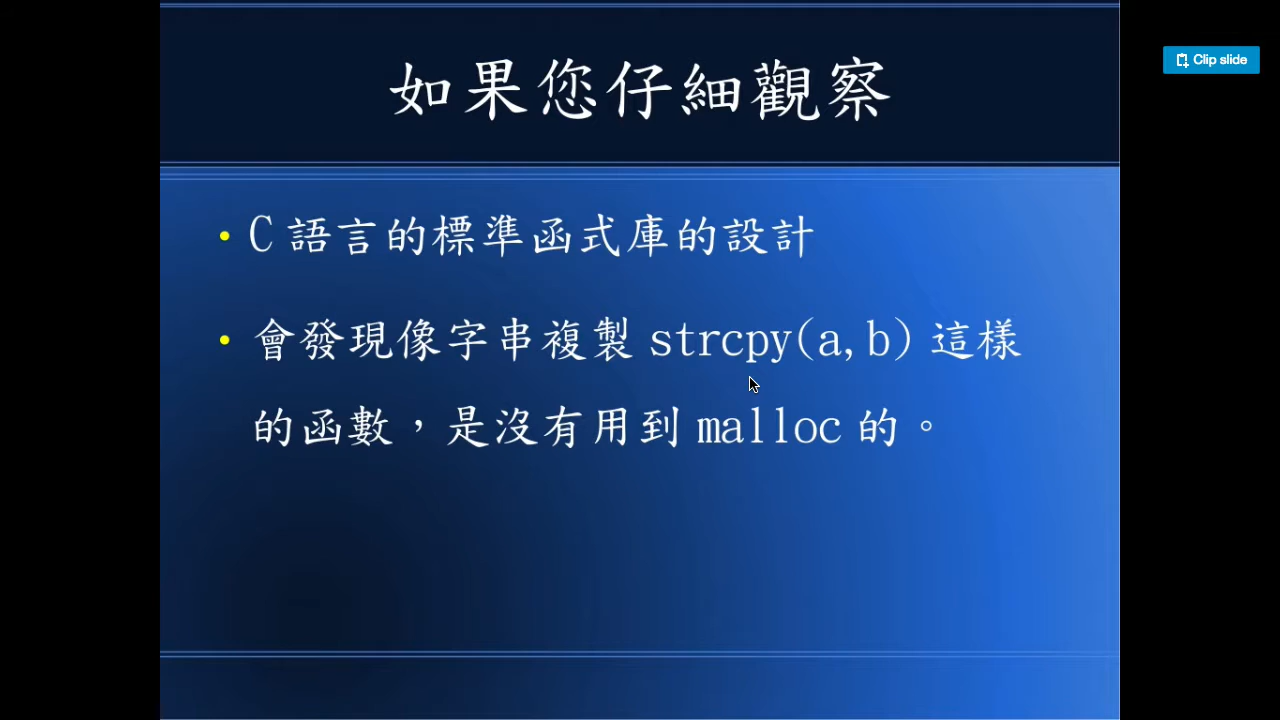 Clip slide
如果您仔細觀察
• C 語言的標準函式庫的設計
• 會發現像字串複製 strcpy(a,b) 這樣
的函數，是沒有用到 malloc 的。